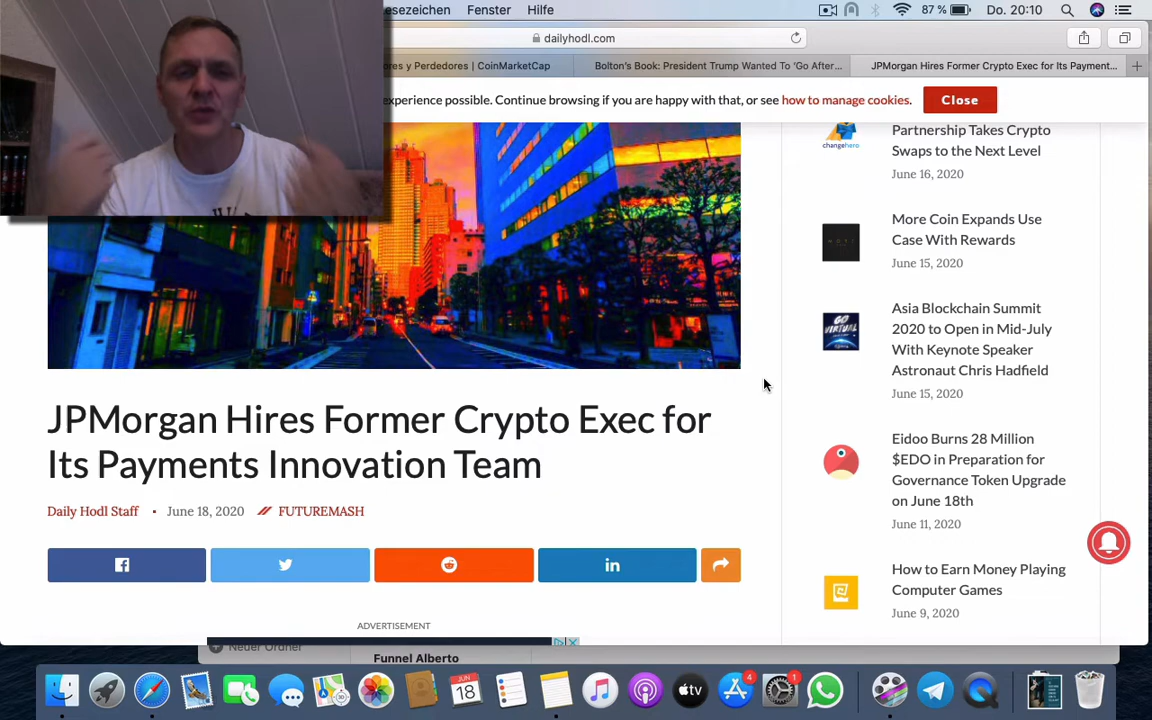 esezeichen Fenster Hilfe 87 % Do. 20:10
dailyhodl.com
ores y Perdedores | CoinMarketCap Bolton's Book: President Trump Wanted To 'Go After... JPMorgan Hires Former Crypto Exec for Its Payment...
experience possible. Continue browsing if you are happy with that, or see how to manage cookies. Close
JPMorgan Hires Former Crypto Exec for
Its Payments Innovation Team
Daily Hodl Staff • June 18, 2020 // FUTUREMASH
ADVERTISEMENT
changehero
Partnership Takes Crypto
Swaps to the Next Level
June 16, 2020
More Coin Expands Use
Case With Rewards
June 15, 2020
GO
VIRTUAL
Asia Blockchain Summit
2020 to Open in Mid-July
With Keynote Speaker
Astronaut Chris Hadfield
June 15, 2020
Eidoo Burns 28 Million
$EDO in Preparation for
Governance Token Upgrade
on June 18th
June 11, 2020
How to Earn Money Playing
Computer Games
June 9, 2020
Neuer Ordner
Funnel Alberto
JUN
18
tv
4
1